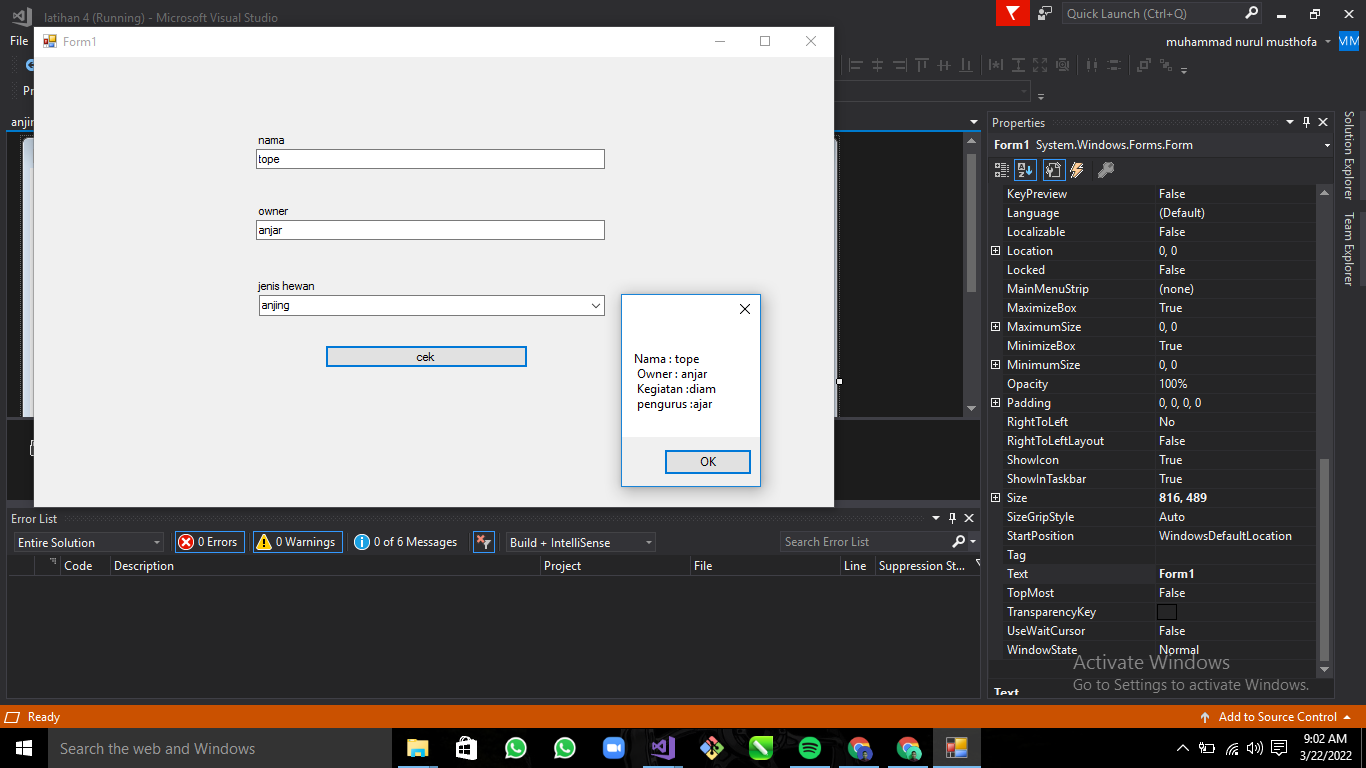 latihan 4 (Running) - Microsoft Visual Studio
Quick Launch (Ctrl+Q)
File
Form1
muhammad nurul musthofa
MM
nama
tope
owner
anjar
jenis hewan
anjing
cek
Nama : tope
Owner : anjar
Kegiatan :diam
pengurus :ajar
OK
Properties
Form1 System.Windows.Forms.Form
KeyPreview False
Language (Default)
Localizable False
Location 0, 0
Locked False
MainMenuStrip (none)
MaximizeBox True
MaximumSize 0, 0
MinimizeBox True
MinimumSize 0, 0
Opacity 100%
Padding 0, 0, 0, 0
RightToLeft No
RightToLeftLayout False
ShowIcon True
ShowInTaskbar True
Size 816, 489
SizeGripStyle Auto
StartPosition WindowsDefaultLocation
Tag
Text Form1
TopMost False
TransparencyKey
UseWaitCursor False
WindowState Normal
Text
Solution Explorer
Team Explorer
Error List
Entire Solution
0 Errors
0 Warnings
0 of 6 Messages
Build + IntelliSense
Search Error List
Code Description Project File Line Suppression St...
Activate Windows
Go to Settings to activate Windows.
Ready
Add to Source Control
Search the web and Windows
9:02 AM
3/22/2022